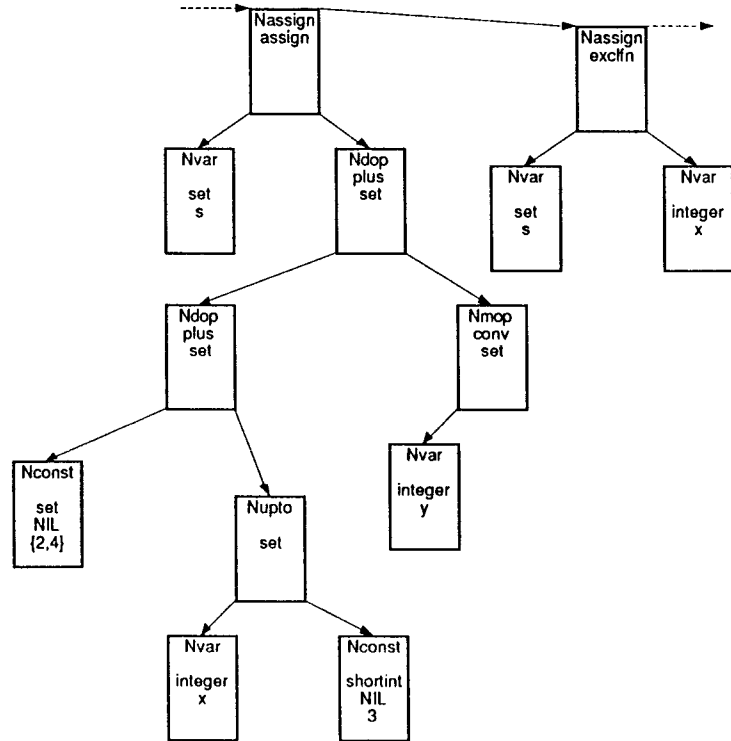 Nassign
assign
Nassign
exclfn
Nvar
set
s
Ndop
plus
set
Nvar
set
s
Nvar
integer
x
Ndop
plus
set
Nmop
conv
set
Nconst
set
NIL
{2,4}
Nupto
set
Nvar
integer
y
Nvar
integer
x
Nconst
shortint
NIL
3